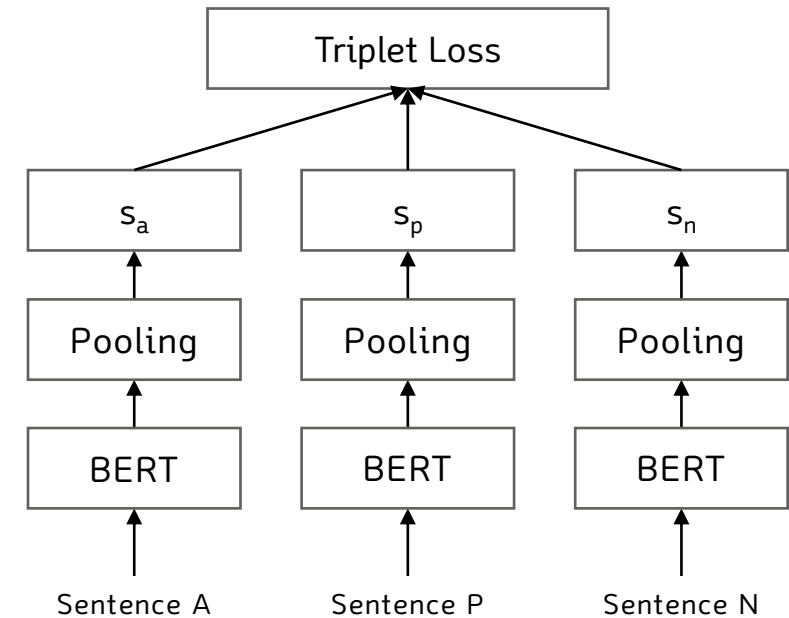 Triplet Loss
sa sp sn
Pooling Pooling Pooling
BERT BERT BERT
Sentence A Sentence P Sentence N